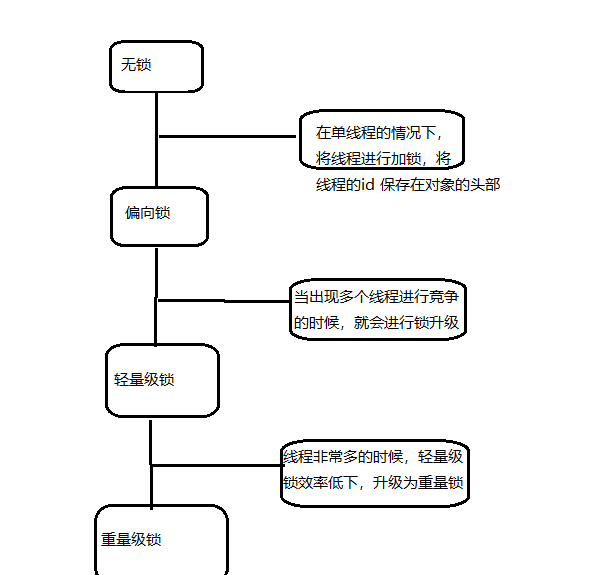 无锁
在单线程的情况下，
将线程进行加锁，将
线程的id 保存在对象的头部
偏向锁
当出现多个线程进行竞争
的时候，就会进行锁升级
轻量级锁
线程非常多的时候，轻量级
锁效率低下，升级为重量锁
重量级锁